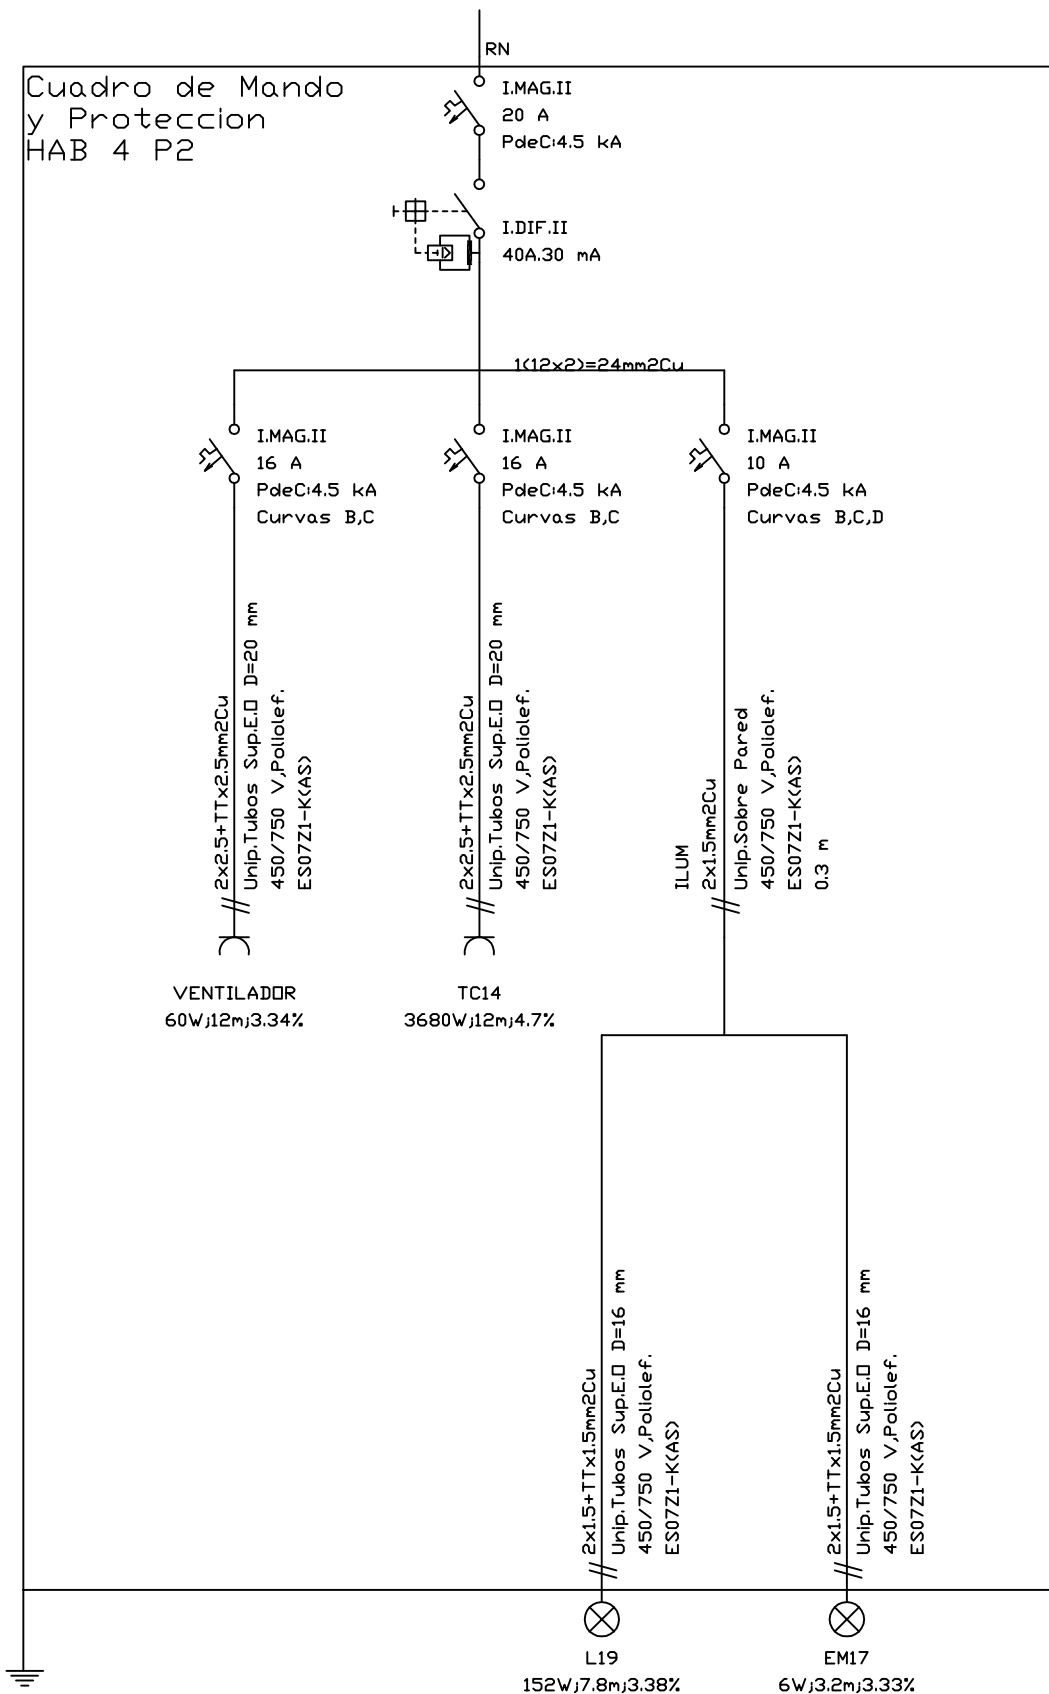 RN
Cuadro de Mando
y Proteccion
HAB 4 P2
I.MAG.II
20 A
PdeC:4.5 kA
I.DIF.II
40A.30 mA
1(12x2)=24mm2Cu
I.MAG.II
16 A
PdeC:4.5 kA
Curvas B,C
I.MAG.II
16 A
PdeC:4.5 kA
Curvas B,C
I.MAG.II
10 A
PdeC:4.5 kA
Curvas B,C,D
2x2.5+TTx2.5mm2Cu
Unip.Tubos Sup.E.O D=20 mm
450/750 V,Poliolef.
ES07Z1-K(AS)
2x2.5+TTx2.5mm2Cu
Unip.Tubos Sup.E.O D=20 mm
450/750 V,Poliolef.
ES07Z1-K(AS)
ILUM
2x1.5mm2Cu
Unip.Sobre Pared
450/750 V,Poliolef.
ES07Z1-K(AS)
0.3 m
VENTILADOR
60W;12m;3.34%
TC14
3680W;12m;4.7%
2x1.5+TTx1.5mm2Cu
Unip.Tubos Sup.E.O D=16 mm
450/750 V,Poliolef.
ES07Z1-K(AS)
2x1.5+TTx1.5mm2Cu
Unip.Tubos Sup.E.O D=16 mm
450/750 V,Poliolef.
ES07Z1-K(AS)
L19
152W;7.8m;3.38%
EM17
6W;3.2m;3.33%